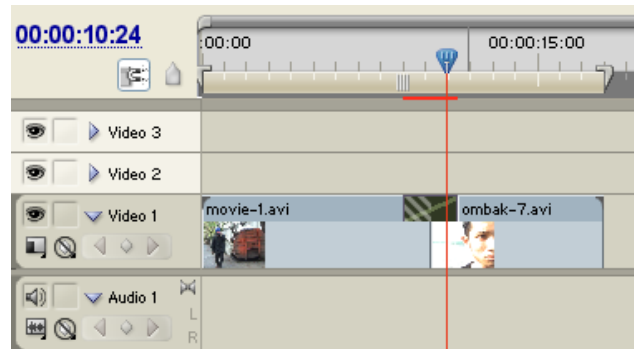 00:00:10:24
:00:00
00:00:15:00
Video 3
Video 2
Video 1
movie-1.avi
ombak-7.avi
Audio 1
L
R